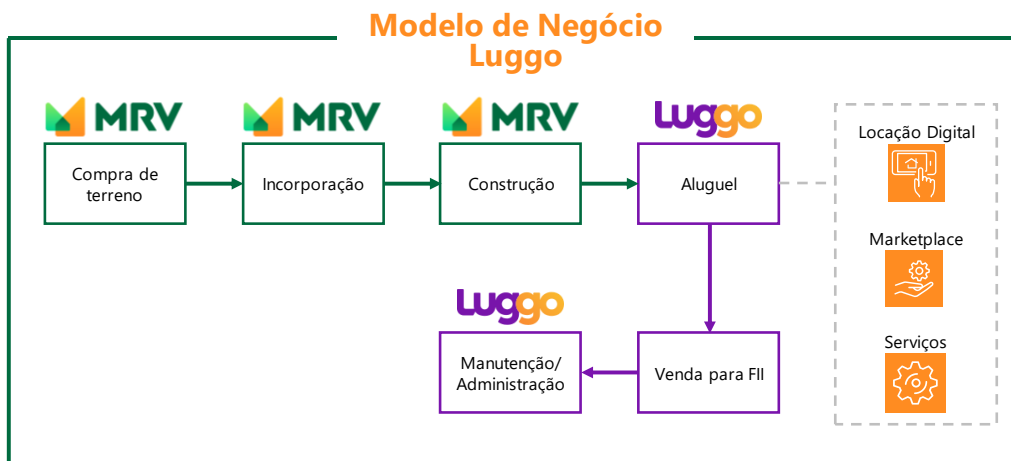 Modelo de Negócio
Luggo
MRV
MRV
MRV
Luggo
Compra de
terreno
Incorporação
Construção
Aluguel
Locação Digital
Marketplace
Serviços
Luggo
Manutenção/
Administração
Venda para FII